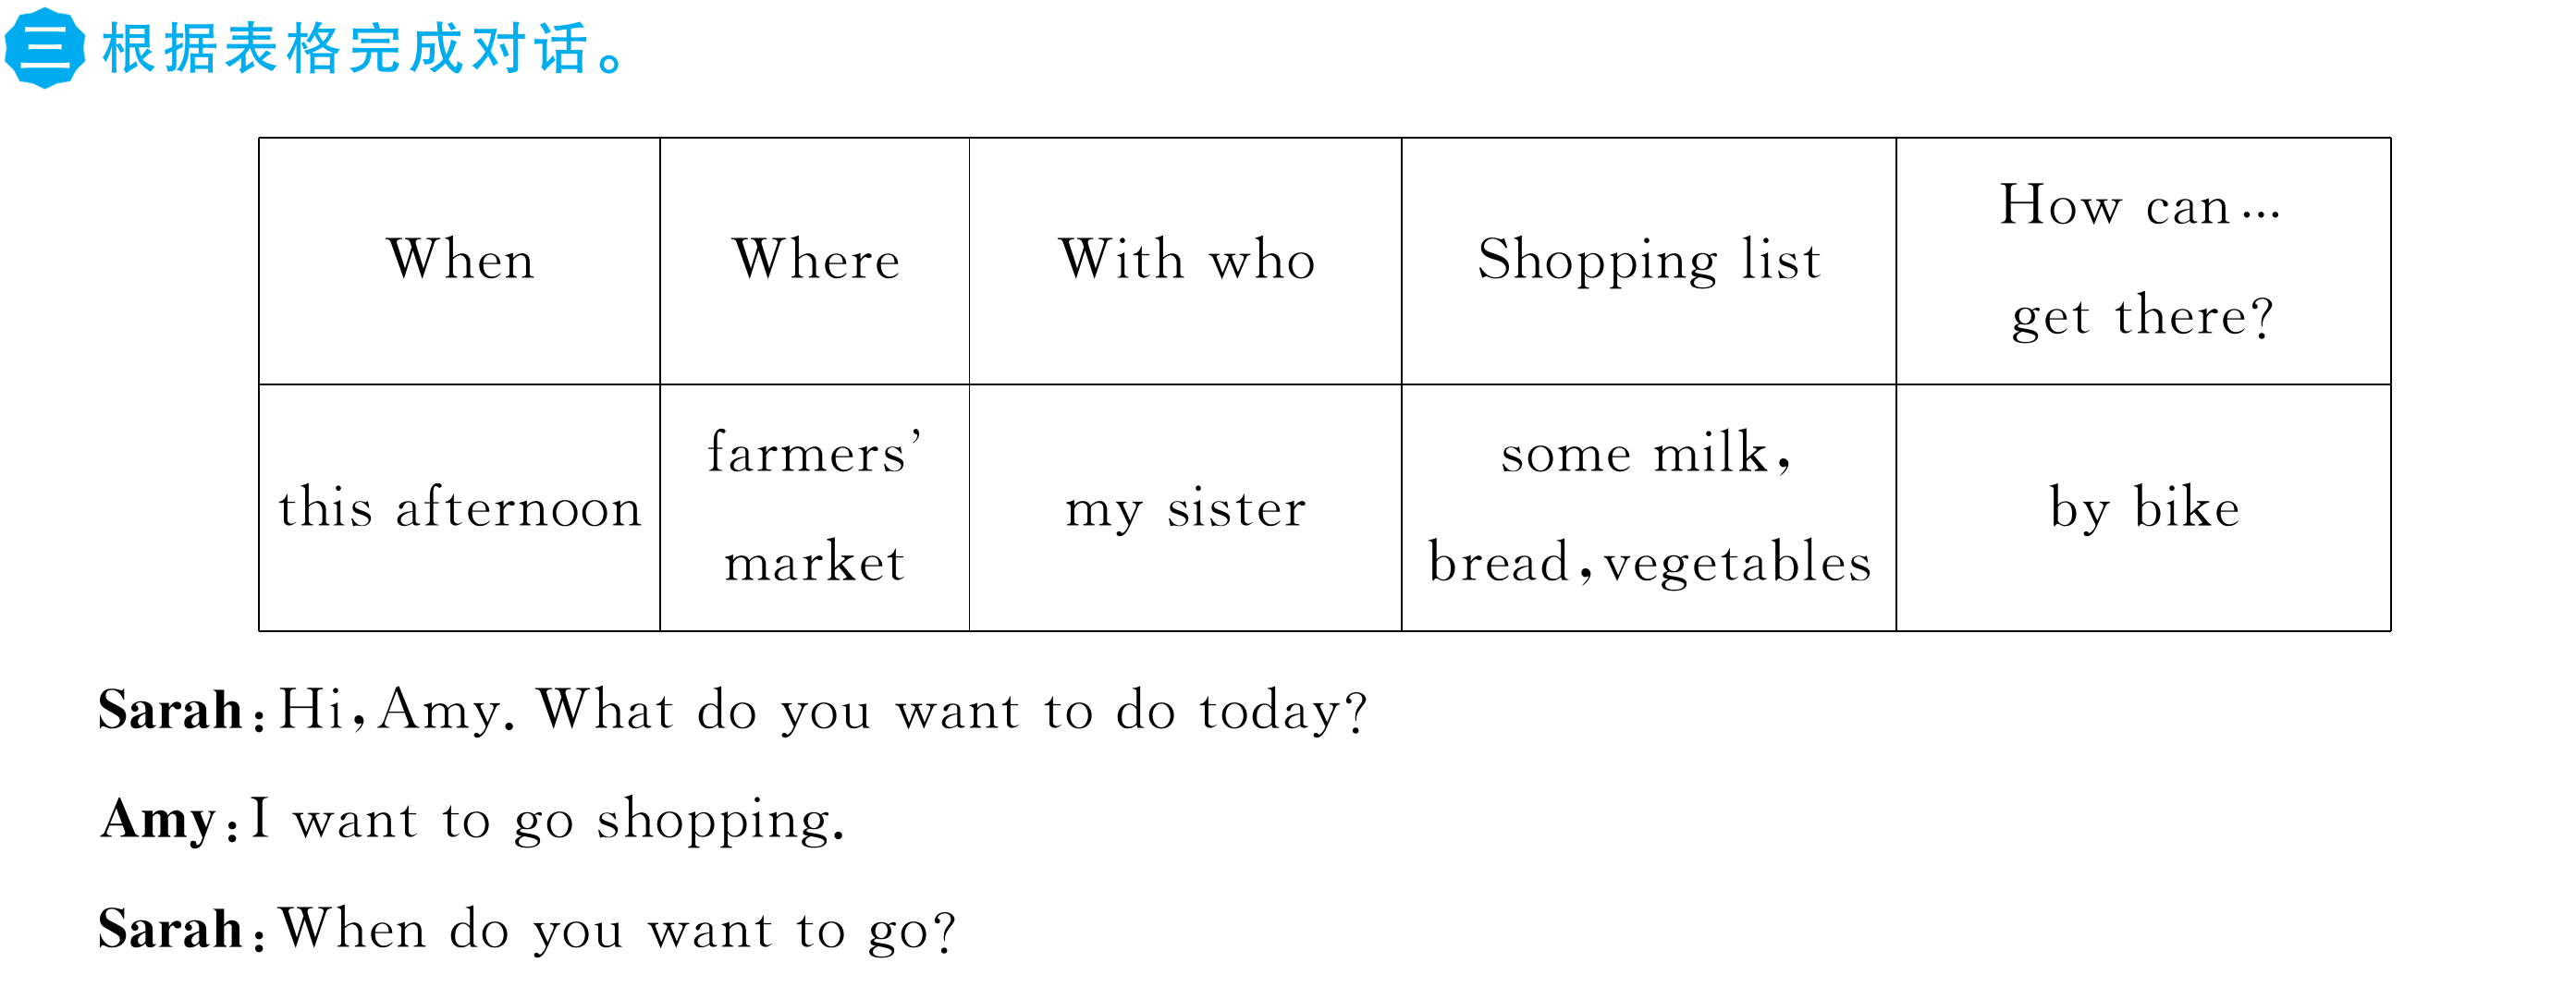 三 根据表格完成对话。
When Where With who Shopping list How can…
get there?
this afternoon farmers’
market my sister some milk,
bread,vegetables by bike
Sarah:Hi,Amy. What do you want to do today?
Amy:I want to go shopping.
Sarah:When do you want to go?